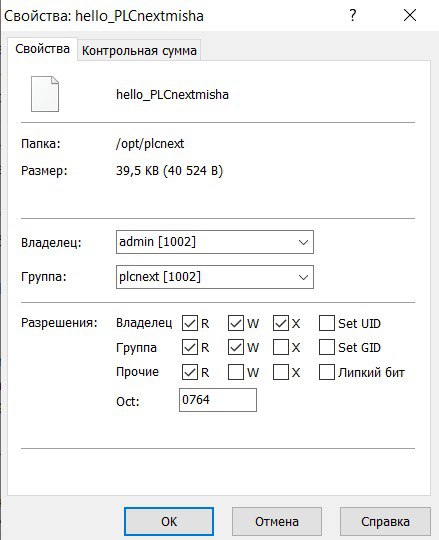 Свойства: hello_PLCnextmisha ? ×
Свойства Контрольная сумма
hello_PLCnextmisha
Папка: /opt/plcnext
Размер: 39,5 KB (40 524 B)
Владелец: admin [1002]
Группа: plcnext [1002]
Разрешения: Владелец R W X Set UID
Группа R W X Set GID
Прочие R W X Липкий бит
Oct: 0764
OK Отмена Справка